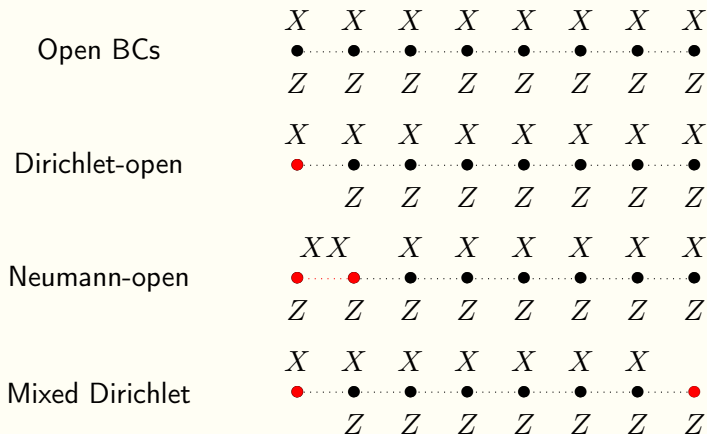 X X X X X X X X
Open BCs
Z Z Z Z Z Z Z Z
X X X X X X X X
Dirichlet-open
Z Z Z Z Z Z Z
XX X X X X X X
Neumann-open
Z Z Z Z Z Z Z Z
X X X X X X X
Mixed Dirichlet
Z Z Z Z Z Z Z